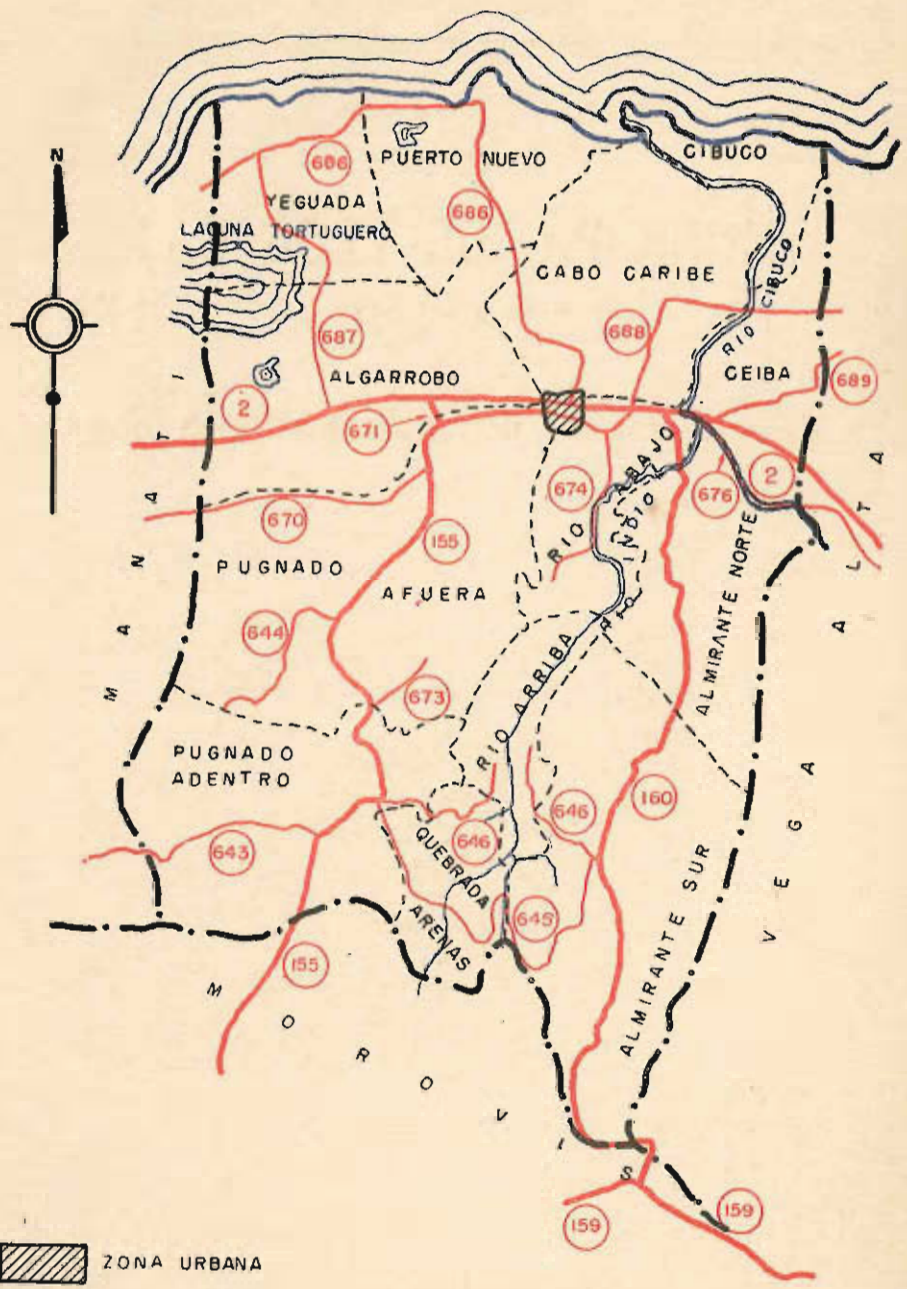 N
CIBUCO
PUERTO NUEVO
686
YEGUADA
686
LAGUNA TORTUGUERO
CABO CARIBE
RIO CIBUCO
687
688
CEIBA
ALGARROBO
689
2
671
674
RIO ABAJO
RIO INDIO
676
2
670
155
ALMIRANTE NORTE
PUGNADO
AFUERA
644
673
RIO ARRIBA
PUGNADO
ADENTRO
160
646
646
643
QUEBRADA
ARENAS
645
ALMIRANTE SUR
155
MANATI
VEGA ALTA
MOROVIS
159
159
ZONA URBANA